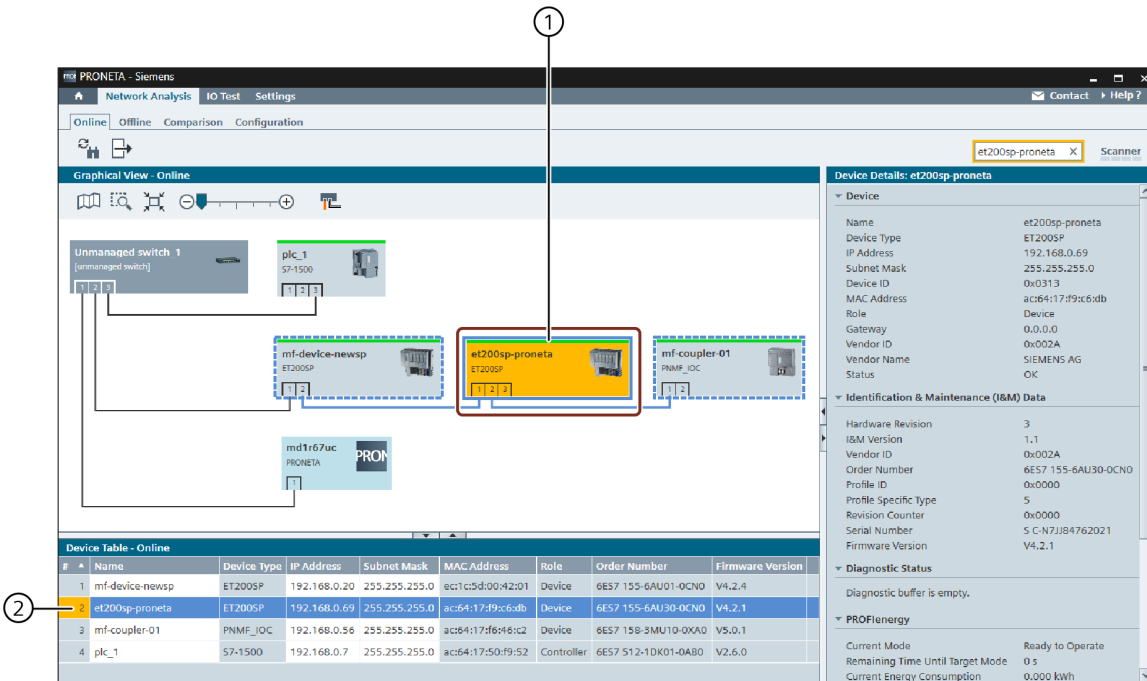 1
PRONETA - Siemens
Network Analysis IO Test Settings Contact Help ?
Online Offline Comparison Configuration
et200sp-proneta X Scanner
Graphical View - Online
Unmanaged switch_1
[unmanaged switch]
1 2 3
plc_1
S7-1500
1 2 3
mf-device-newsp
ET200SP
1 2
et200sp-proneta
ET200SP
1 2 3
mf-coupler-01
PNMF_IOC
1 2
md1r67uc
PRONETA
PRON
1
Device Table - Online
# Name Device Type IP Address Subnet Mask MAC Address Role Order Number Firmware Version
1 mf-device-newsp ET200SP 192.168.0.20 255.255.255.0 ec:1c:5d:00:42:01 Device 6ES7 155-6AU01-0CN0 V4.2.4
2
2 et200sp-proneta ET200SP 192.168.0.69 255.255.255.0 ac:64:17:f9:c6:db Device 6ES7 155-6AU30-0CN0 V4.2.1
3 mf-coupler-01 PNMF_IOC 192.168.0.56 255.255.255.0 ac:64:17:f6:46:c2 Device 6ES7 158-3MU10-0XA0 V5.0.1
4 plc_1 S7-1500 192.168.0.7 255.255.255.0 ac:64:17:50:f9:52 Controller 6ES7 512-1DK01-0AB0 V2.6.0
Device Details: et200sp-proneta
Device
Name et200sp-proneta
Device Type ET200SP
IP Address 192.168.0.69
Subnet Mask 255.255.255.0
Device ID 0x0313
MAC Address ac:64:17:f9:c6:db
Role Device
Gateway 0.0.0.0
Vendor ID 0x002A
Vendor Name SIEMENS AG
Status OK
Identification & Maintenance (I&M) Data
Hardware Revision 3
I&M Version 1.1
Vendor ID 0x002A
Order Number 6ES7 155-6AU30-0CN0
Profile ID 0x0000
Profile Specific Type 5
Revision Counter 0x0000
Serial Number S C-N7JJ84762021
Firmware Version V4.2.1
Diagnostic Status
Diagnostic buffer is empty.
PROFIenergy
Current Mode Ready to Operate
Remaining Time Until Target Mode 0 s
Current Energy Consumption 0.000 kWh